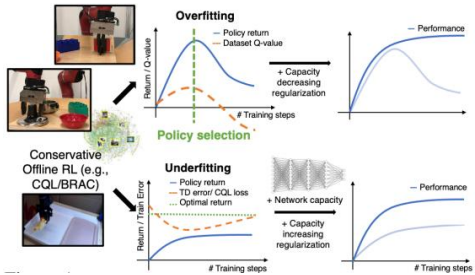 Overfitting
Policy return
Dataset Q-value
Return / Q-value
# Training steps
Policy selection
+ Capacity
decreasing
regularization
Performance
# Training steps
Conservative
Offline RL (e.g.,
CQL/BRAC)
Underfitting
Policy return
TD error/ CQL loss
Optimal return
Return / Train Error
# Training steps
+ Network capacity
+ Capacity
increasing
regularization
Performance
# Training steps